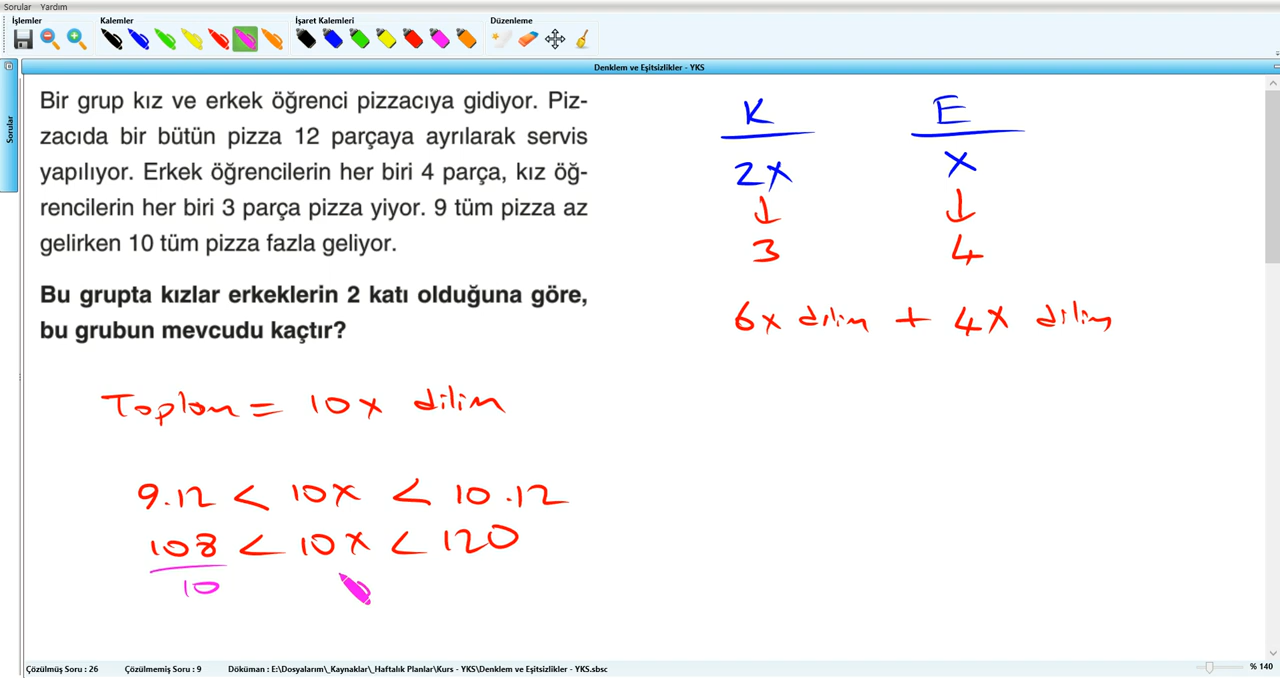 Sorular Yardım
İşlemler Kalemler İşaret Kalemleri Düzenleme
Denklem ve Eşitsizlikler - YKS
Sorular
Bir grup kız ve erkek öğrenci pizzacıya gidiyor. Piz-
zacıda bir bütün pizza 12 parçaya ayrılarak servis
yapılıyor. Erkek öğrencilerin her biri 4 parça, kız öğ-
rencilerin her biri 3 parça pizza yiyor. 9 tüm pizza az
gelirken 10 tüm pizza fazla geliyor.
Bu grupta kızlar erkeklerin 2 katı olduğuna göre,
bu grubun mevcudu kaçtır?
K E
2x x
↓ ↓
3 4
6x dilim + 4x dilim
Toplam = 10x dilim
9.12 < 10x < 10.12
108 < 10x < 120
10
Çözülmüş Soru : 26 Çözülmemiş Soru : 9 Döküman : E:\Dosyalarım\_Kaynaklar\_Haftalık Planlar\Kurs - YKS\Denklem ve Eşitsizlikler - YKS.sbsc % 140